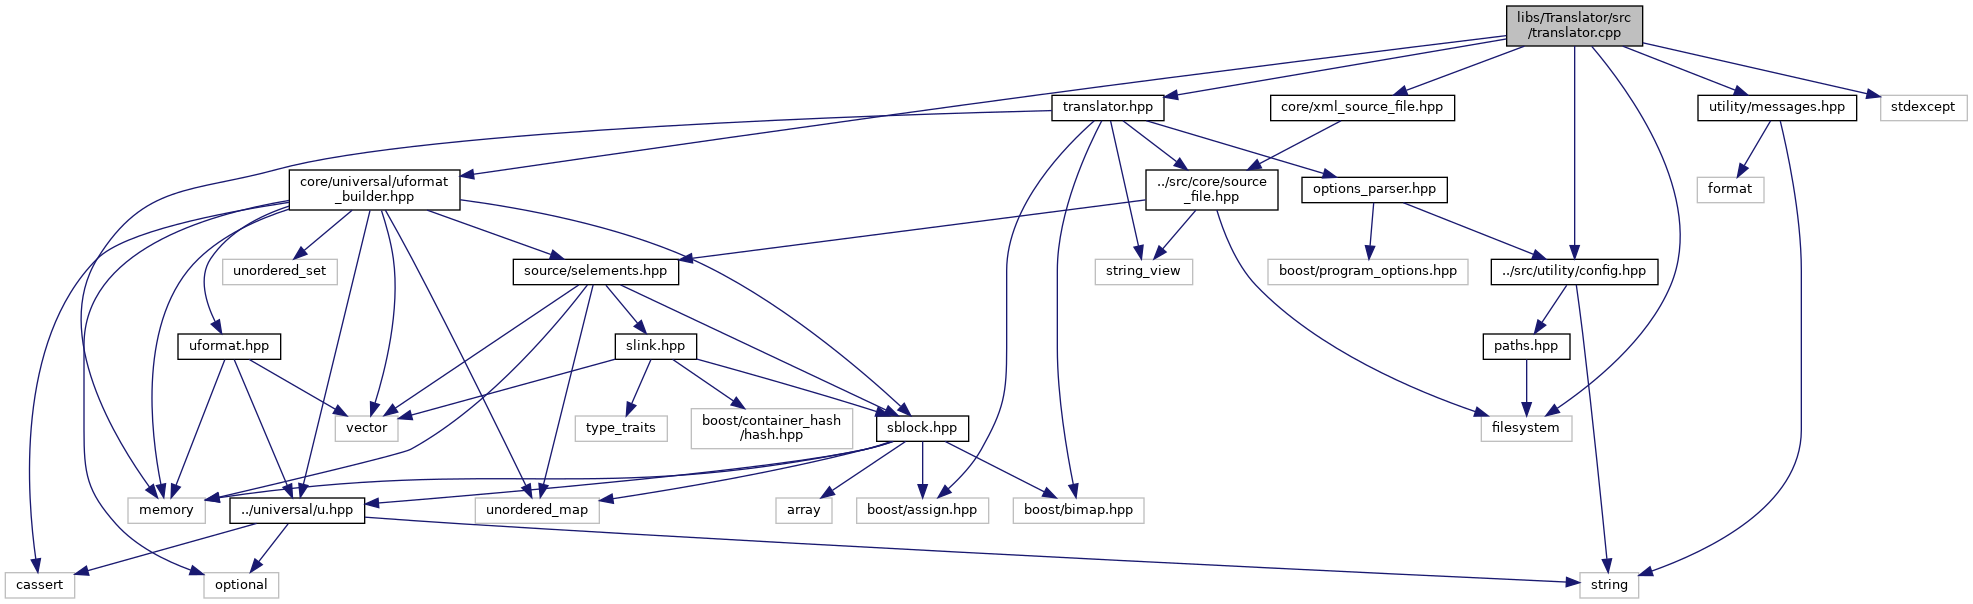 libs/Translator/src
/translator.cpp
translator.hpp
core/xml_source_file.hpp
utility/messages.hpp
stdexcept
core/universal/uformat
_builder.hpp
../src/core/source
_file.hpp
options_parser.hpp
format
unordered_set
source/selements.hpp
string_view
boost/program_options.hpp
../src/utility/config.hpp
uformat.hpp
slink.hpp
paths.hpp
vector
type_traits
boost/container_hash
/hash.hpp
sblock.hpp
filesystem
memory
../universal/u.hpp
unordered_map
array
boost/assign.hpp
boost/bimap.hpp
cassert
optional
string